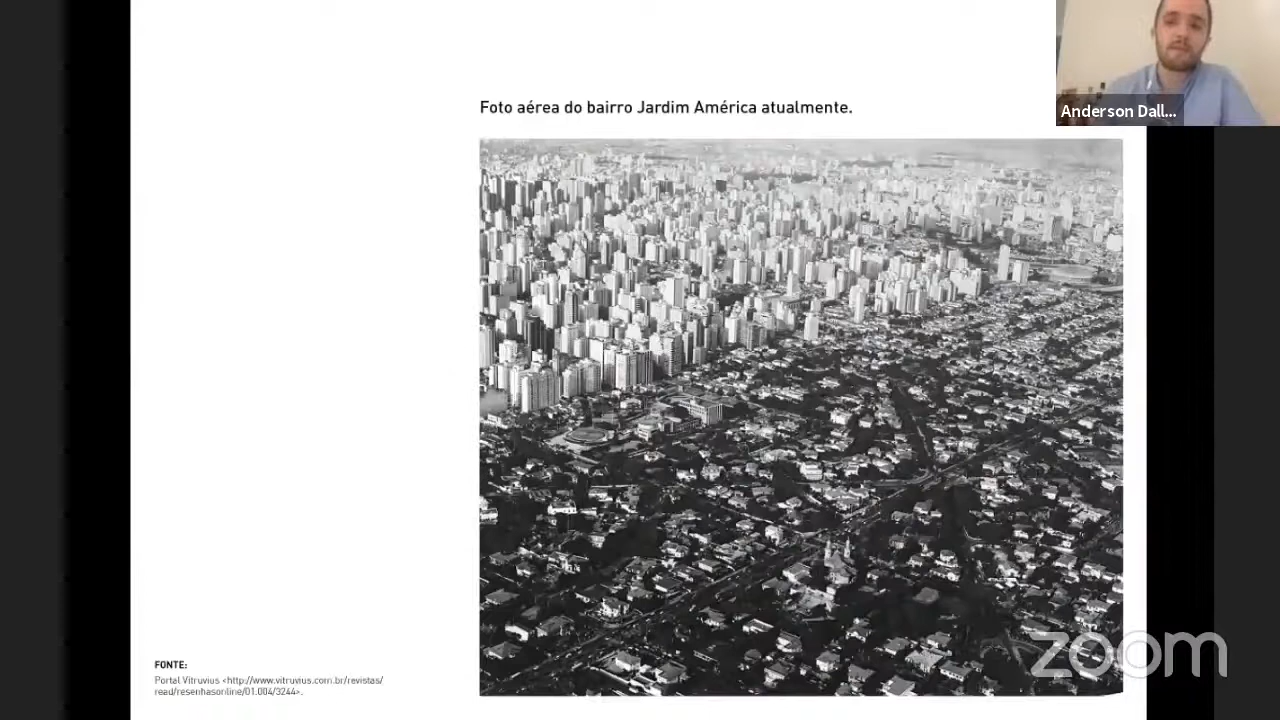 Foto aérea do bairro Jardim América atualmente.
Anderson Dall...
FONTE:
Portal Vitruvius <http://www.vitruvius.com.br/revistas/
read/resenhasonline/01.004/3244>.
zoom